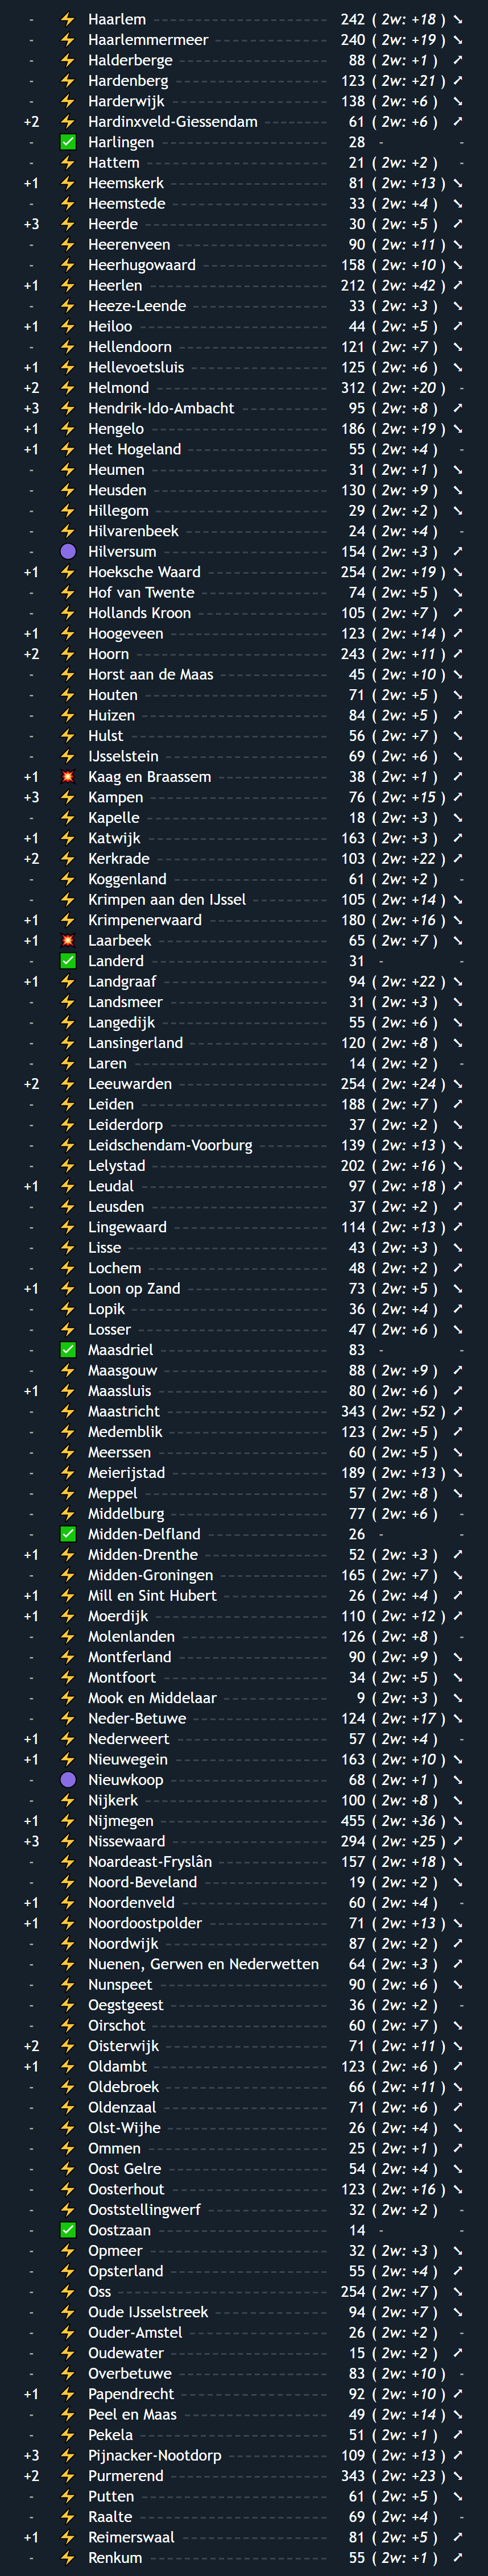 - ⚡ Haarlem 242 ( 2w: +18 ) ↘
- ⚡ Haarlemmermeer 240 ( 2w: +19 ) ↘
- ⚡ Halderberge 88 ( 2w: +1 ) ↗
- ⚡ Hardenberg 123 ( 2w: +21 ) ↗
- ⚡ Harderwijk 138 ( 2w: +6 ) ↘
+2 ⚡ Hardinxveld-Giessendam 61 ( 2w: +6 ) ↗
- ✅ Harlingen 28 - -
- ⚡ Hattem 21 ( 2w: +2 ) -
+1 ⚡ Heemskerk 81 ( 2w: +13 ) ↘
- ⚡ Heemstede 33 ( 2w: +4 ) ↘
+3 ⚡ Heerde 30 ( 2w: +5 ) ↗
- ⚡ Heerenveen 90 ( 2w: +11 ) ↘
- ⚡ Heerhugowaard 158 ( 2w: +10 ) ↘
+1 ⚡ Heerlen 212 ( 2w: +42 ) ↗
- ⚡ Heeze-Leende 33 ( 2w: +3 ) ↘
+1 ⚡ Heiloo 44 ( 2w: +5 ) ↗
- ⚡ Hellendoorn 121 ( 2w: +7 ) ↘
+1 ⚡ Hellevoetsluis 125 ( 2w: +6 ) ↘
+2 ⚡ Helmond 312 ( 2w: +20 ) -
+3 ⚡ Hendrik-Ido-Ambacht 95 ( 2w: +8 ) ↗
+1 ⚡ Hengelo 186 ( 2w: +19 ) ↘
+1 ⚡ Het Hogeland 55 ( 2w: +4 ) -
- ⚡ Heumen 31 ( 2w: +1 ) ↘
- ⚡ Heusden 130 ( 2w: +9 ) ↘
- ⚡ Hillegom 29 ( 2w: +2 ) ↘
- ⚡ Hilvarenbeek 24 ( 2w: +4 ) -
- 🟣 Hilversum 154 ( 2w: +3 ) ↗
+1 ⚡ Hoeksche Waard 254 ( 2w: +19 ) ↘
- ⚡ Hof van Twente 74 ( 2w: +5 ) ↘
- ⚡ Hollands Kroon 105 ( 2w: +7 ) ↗
+1 ⚡ Hoogeveen 123 ( 2w: +14 ) ↗
+2 ⚡ Hoorn 243 ( 2w: +11 ) ↗
- ⚡ Horst aan de Maas 45 ( 2w: +10 ) ↘
- ⚡ Houten 71 ( 2w: +5 ) ↘
- ⚡ Huizen 84 ( 2w: +5 ) ↗
- ⚡ Hulst 56 ( 2w: +7 ) ↘
- ⚡ IJsselstein 69 ( 2w: +6 ) ↘
+1 💥 Kaag en Braassem 38 ( 2w: +1 ) ↗
+3 ⚡ Kampen 76 ( 2w: +15 ) ↗
- ⚡ Kapelle 18 ( 2w: +3 ) ↘
+1 ⚡ Katwijk 163 ( 2w: +3 ) ↗
+2 ⚡ Kerkrade 103 ( 2w: +22 ) ↗
- ⚡ Koggenland 61 ( 2w: +2 ) -
- ⚡ Krimpen aan den IJssel 105 ( 2w: +14 ) ↘
+1 ⚡ Krimpenerwaard 180 ( 2w: +16 ) ↘
+1 💥 Laarbeek 65 ( 2w: +7 ) ↘
- ✅ Landerd 31 - -
+1 ⚡ Landgraaf 94 ( 2w: +22 ) ↘
- ⚡ Landsmeer 31 ( 2w: +3 ) ↘
- ⚡ Langedijk 55 ( 2w: +6 ) ↘
- ⚡ Lansingerland 120 ( 2w: +8 ) ↘
- ⚡ Laren 14 ( 2w: +2 ) -
+2 ⚡ Leeuwarden 254 ( 2w: +24 ) ↘
- ⚡ Leiden 188 ( 2w: +7 ) ↗
- ⚡ Leiderdorp 37 ( 2w: +2 ) ↘
- ⚡ Leidschendam-Voorburg 139 ( 2w: +13 ) ↘
- ⚡ Lelystad 202 ( 2w: +16 ) ↘
+1 ⚡ Leudal 97 ( 2w: +18 ) ↗
- ⚡ Leusden 37 ( 2w: +2 ) ↗
- ⚡ Lingewaard 114 ( 2w: +13 ) ↗
- ⚡ Lisse 43 ( 2w: +3 ) ↘
- ⚡ Lochem 48 ( 2w: +2 ) ↗
+1 ⚡ Loon op Zand 73 ( 2w: +5 ) ↘
- ⚡ Lopik 36 ( 2w: +4 ) ↗
- ⚡ Losser 47 ( 2w: +6 ) ↘
- ✅ Maasdriel 83 - -
- ⚡ Maasgouw 88 ( 2w: +9 ) ↗
+1 ⚡ Maassluis 80 ( 2w: +6 ) ↗
- ⚡ Maastricht 343 ( 2w: +52 ) ↗
- ⚡ Medemblik 123 ( 2w: +5 ) ↗
- ⚡ Meerssen 60 ( 2w: +5 ) ↘
- ⚡ Meierijstad 189 ( 2w: +13 ) ↘
- ⚡ Meppel 57 ( 2w: +8 ) ↘
- ⚡ Middelburg 77 ( 2w: +6 ) -
- ✅ Midden-Delfland 26 - -
+1 ⚡ Midden-Drenthe 52 ( 2w: +3 ) ↗
- ⚡ Midden-Groningen 165 ( 2w: +7 ) ↘
+1 ⚡ Mill en Sint Hubert 26 ( 2w: +4 ) ↗
+1 ⚡ Moerdijk 110 ( 2w: +12 ) ↗
- ⚡ Molenlanden 126 ( 2w: +8 ) -
- ⚡ Montferland 90 ( 2w: +9 ) ↘
- ⚡ Montfoort 34 ( 2w: +5 ) ↘
- ⚡ Mook en Middelaar 9 ( 2w: +3 ) ↘
- ⚡ Neder-Betuwe 124 ( 2w: +17 ) ↘
+1 ⚡ Nederweert 57 ( 2w: +4 ) -
+1 ⚡ Nieuwegein 163 ( 2w: +10 ) ↘
- 🟣 Nieuwkoop 68 ( 2w: +1 ) ↘
- ⚡ Nijkerk 100 ( 2w: +8 ) ↘
+1 ⚡ Nijmegen 455 ( 2w: +36 ) ↘
+3 ⚡ Nissewaard 294 ( 2w: +25 ) ↗
- ⚡ Noardeast-Fryslân 157 ( 2w: +18 ) ↘
- ⚡ Noord-Beveland 19 ( 2w: +2 ) ↘
+1 ⚡ Noordenveld 60 ( 2w: +4 ) -
+1 ⚡ Noordoostpolder 71 ( 2w: +13 ) ↘
- ⚡ Noordwijk 87 ( 2w: +2 ) ↗
- ⚡ Nuenen, Gerwen en Nederwetten 64 ( 2w: +3 ) ↗
- ⚡ Nunspeet 90 ( 2w: +6 ) ↘
- ⚡ Oegstgeest 36 ( 2w: +2 ) -
- ⚡ Oirschot 60 ( 2w: +7 ) ↘
+2 ⚡ Oisterwijk 71 ( 2w: +11 ) ↘
+1 ⚡ Oldambt 123 ( 2w: +6 ) ↗
- ⚡ Oldebroek 66 ( 2w: +11 ) ↘
- ⚡ Oldenzaal 71 ( 2w: +6 ) ↗
- ⚡ Olst-Wijhe 26 ( 2w: +4 ) ↘
- ⚡ Ommen 25 ( 2w: +1 ) ↗
- ⚡ Oost Gelre 54 ( 2w: +4 ) ↘
- ⚡ Oosterhout 123 ( 2w: +16 ) ↘
- ⚡ Ooststellingwerf 32 ( 2w: +2 ) -
- ✅ Oostzaan 14 - -
- ⚡ Opmeer 32 ( 2w: +3 ) ↘
- ⚡ Opsterland 55 ( 2w: +4 ) ↗
- ⚡ Oss 254 ( 2w: +7 ) ↘
- ⚡ Oude IJsselstreek 94 ( 2w: +7 ) ↘
- ⚡ Ouder-Amstel 26 ( 2w: +2 ) -
- ⚡ Oudewater 15 ( 2w: +2 ) ↗
- ⚡ Overbetuwe 83 ( 2w: +10 ) -
+1 ⚡ Papendrecht 92 ( 2w: +10 ) ↗
- ⚡ Peel en Maas 49 ( 2w: +14 ) ↘
- ⚡ Pekela 51 ( 2w: +1 ) ↗
+3 ⚡ Pijnacker-Nootdorp 109 ( 2w: +13 ) ↗
+2 ⚡ Purmerend 343 ( 2w: +23 ) ↘
- ⚡ Putten 61 ( 2w: +5 ) ↘
- ⚡ Raalte 69 ( 2w: +4 ) -
+1 ⚡ Reimerswaal 81 ( 2w: +5 ) ↗
- ⚡ Renkum 55 ( 2w: +1 ) ↗